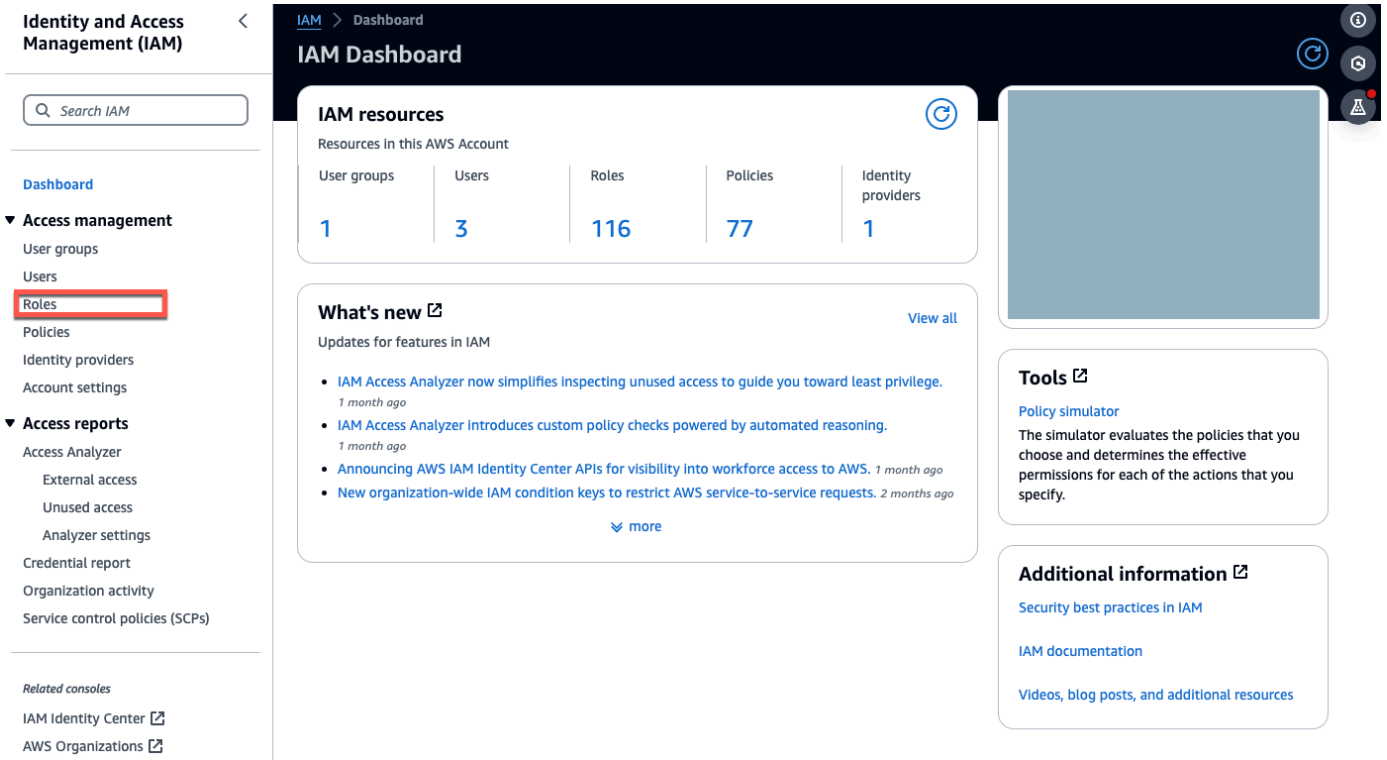 Identity and Access
Management (IAM)
Search IAM
Dashboard
Access management
User groups
Users
Roles
Policies
Identity providers
Account settings
Access reports
Access Analyzer
External access
Unused access
Analyzer settings
Credential report
Organization activity
Service control policies (SCPs)
Related consoles
IAM Identity Center
AWS Organizations
IAM > Dashboard
IAM Dashboard
IAM resources
Resources in this AWS Account
User groups
1
Users
3
Roles
116
Policies
77
Identity
providers
1
What's new
View all
Updates for features in IAM
• IAM Access Analyzer now simplifies inspecting unused access to guide you toward least privilege.
1 month ago
• IAM Access Analyzer introduces custom policy checks powered by automated reasoning.
1 month ago
• Announcing AWS IAM Identity Center APIs for visibility into workforce access to AWS. 1 month ago
• New organization-wide IAM condition keys to restrict AWS service-to-service requests. 2 months ago
more
Tools
Policy simulator
The simulator evaluates the policies that you
choose and determines the effective
permissions for each of the actions that you
specify.
Additional information
Security best practices in IAM
IAM documentation
Videos, blog posts, and additional resources